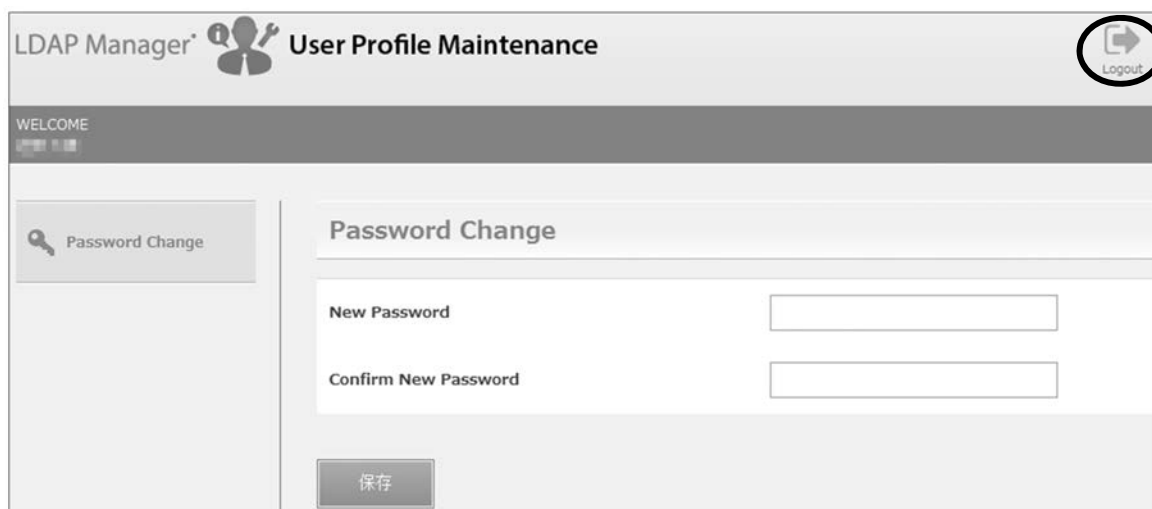 LDAP Manager User Profile Maintenance
Logout
WELCOME
Password Change
Password Change
New Password
Confirm New Password
保存